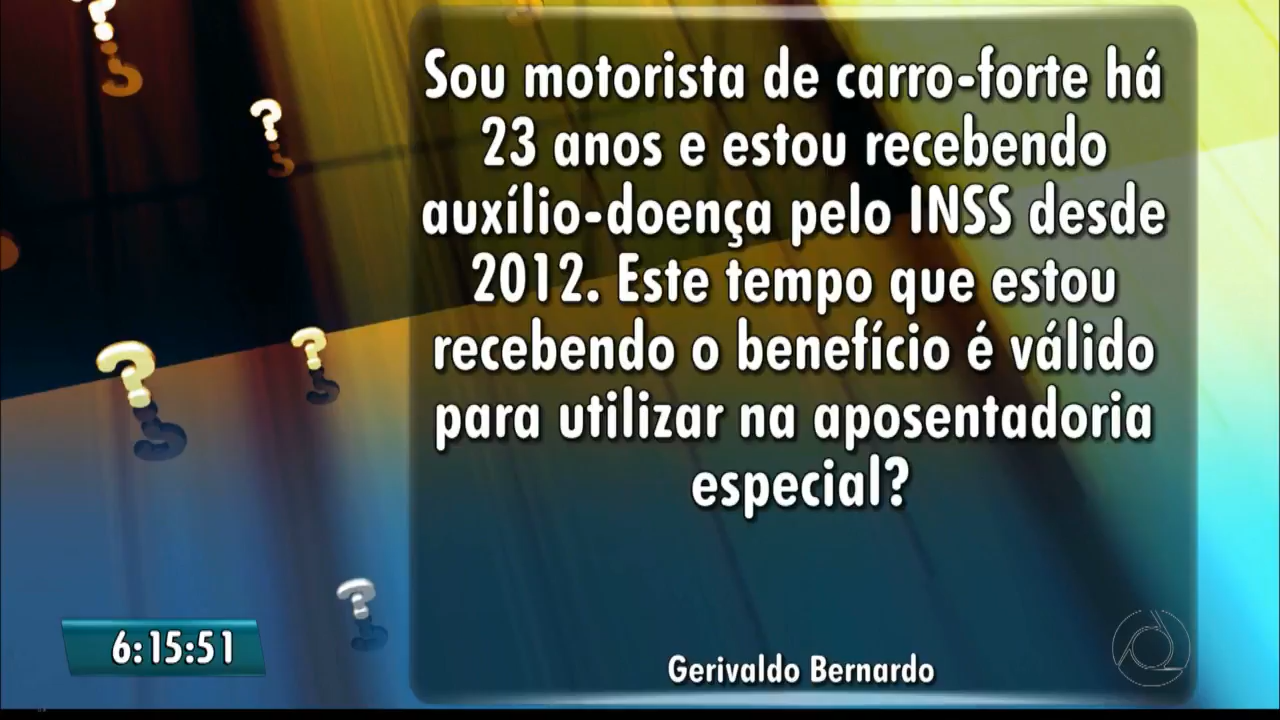 Sou motorista de carro-forte há
23 anos e estou recebendo
auxílio-doença pelo INSS desde
2012. Este tempo que estou
recebendo o benefício é válido
para utilizar na aposentadoria
especial?
Gerivaldo Bernardo
6:15:51